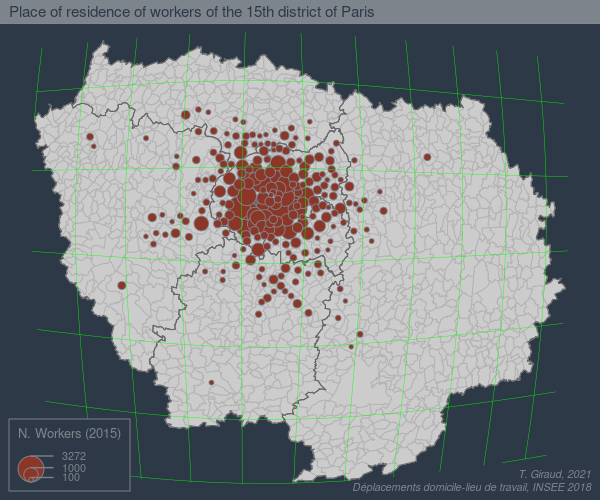 Place of residence of workers of the 15th district of Paris
N. Workers (2015)
3272
1000
100
T. Giraud, 2021
Déplacements domicile-lieu de travail, INSEE 2018